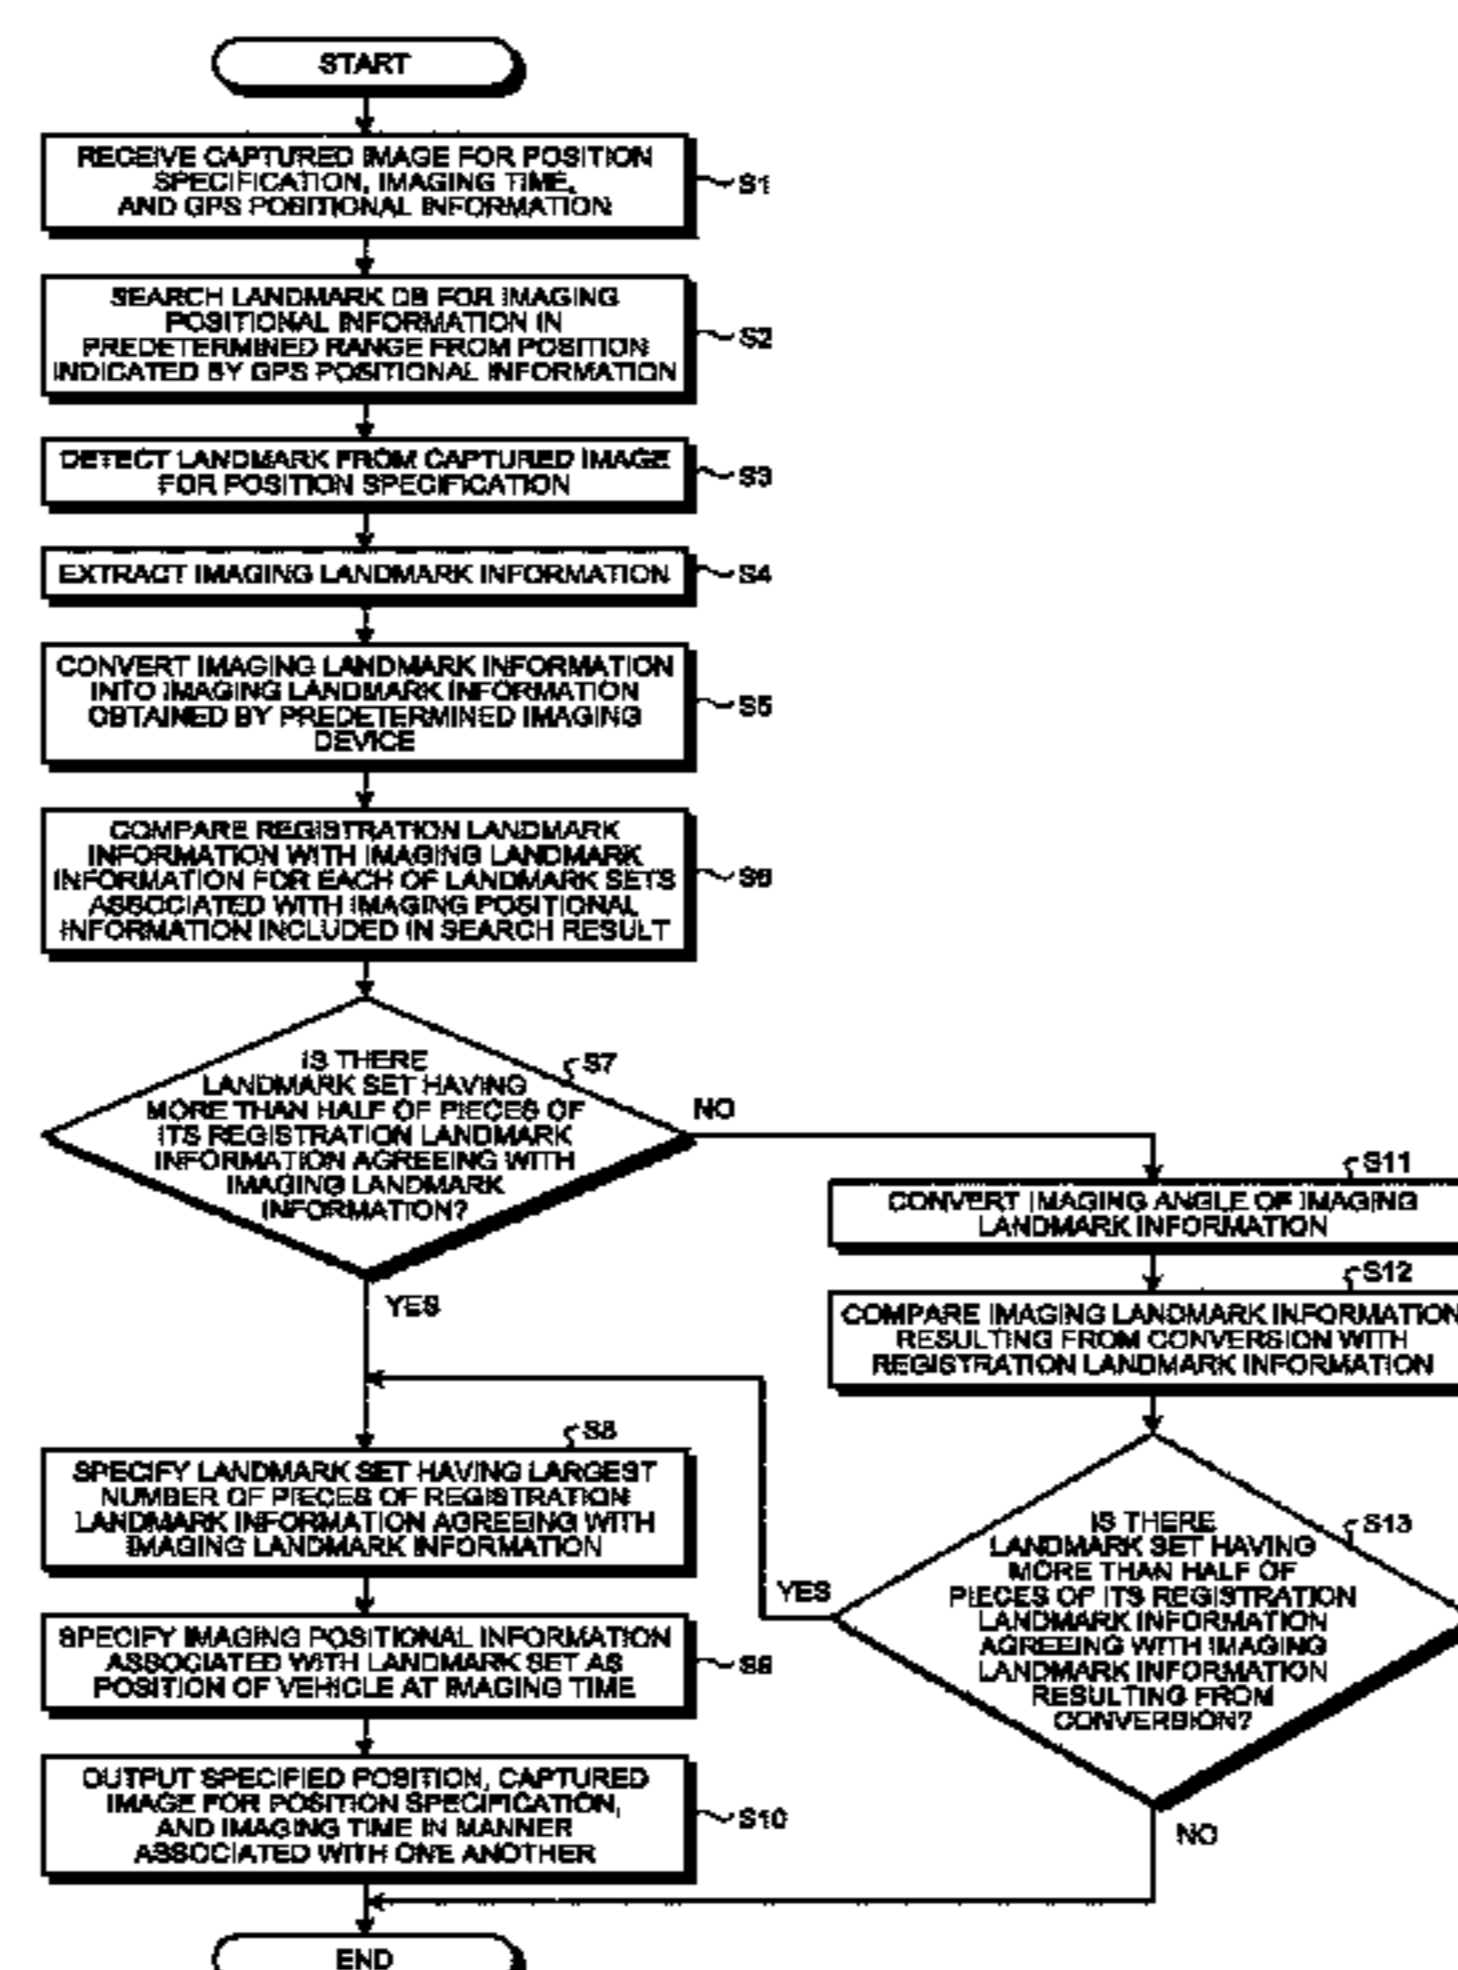 START
RECEIVE CAPTURED IMAGE FOR POSITION
SPECIFICATION, IMAGING TIME,
AND GPS POSITIONAL INFORMATION
S1
SEARCH LANDMARK DB FOR IMAGING
POSITIONAL INFORMATION IN
PREDETERMINED RANGE FROM POSITION
INDICATED BY GPS POSITIONAL INFORMATION
S2
DETECT LANDMARK FROM CAPTURED IMAGE
FOR POSITION SPECIFICATION
S3
EXTRACT IMAGING LANDMARK INFORMATION
S4
CONVERT IMAGING LANDMARK INFORMATION
INTO IMAGING LANDMARK INFORMATION
OBTAINED BY PREDETERMINED IMAGING
DEVICE
S5
COMPARE REGISTRATION LANDMARK
INFORMATION WITH IMAGING LANDMARK
INFORMATION FOR EACH OF LANDMARK SETS
ASSOCIATED WITH IMAGING POSITIONAL
INFORMATION INCLUDED IN SEARCH RESULT
S6
IS THERE
LANDMARK SET HAVING
MORE THAN HALF OF PIECES OF
ITS REGISTRATION LANDMARK
INFORMATION AGREEING WITH
IMAGING LANDMARK
INFORMATION?
S7
NO
YES
S11
CONVERT IMAGING ANGLE OF IMAGING
LANDMARK INFORMATION
S12
COMPARE IMAGING LANDMARK INFORMATION
RESULTING FROM CONVERSION WITH
REGISTRATION LANDMARK INFORMATION
S13
IS THERE
LANDMARK SET HAVING
MORE THAN HALF OF
PIECES OF ITS REGISTRATION
LANDMARK INFORMATION
AGREEING WITH IMAGING
LANDMARK INFORMATION
RESULTING FROM
CONVERSION?
YES
NO
S8
SPECIFY LANDMARK SET HAVING LARGEST
NUMBER OF PIECES OF REGISTRATION
LANDMARK INFORMATION AGREEING WITH
IMAGING LANDMARK INFORMATION
SPECIFY IMAGING POSITIONAL INFORMATION
ASSOCIATED WITH LANDMARK SET AS
POSITION OF VEHICLE AT IMAGING TIME
S9
OUTPUT SPECIFIED POSITION, CAPTURED
IMAGE FOR POSITION SPECIFICATION,
AND IMAGING TIME IN MANNER
ASSOCIATED WITH ONE ANOTHER
S10
END